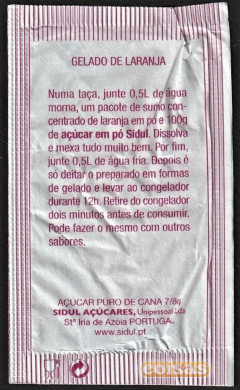 GELADO DE LARANJA
Numa taça, junte 0,5L de água
morna, um pacote de sumo con-
centrado de laranja em pó e 100g
de açúcar em pó Sidul. Dissolva
e mexa tudo muito bem. Por fim,
junte 0,5L de água fria. Depois é
só deitar o preparado em formas
de gelado e levar ao congelador
durante 12h. Retire do congelador
dois minutos antes de consumir.
Pode fazer o mesmo com outros
sabores.
AÇÚCAR PURO DE CANA 7/8g
SIDUL AÇÚCARES, Unipessoal Lda
Stª Iria de Azóia PORTUGAL
www.sidul.pt
coisas